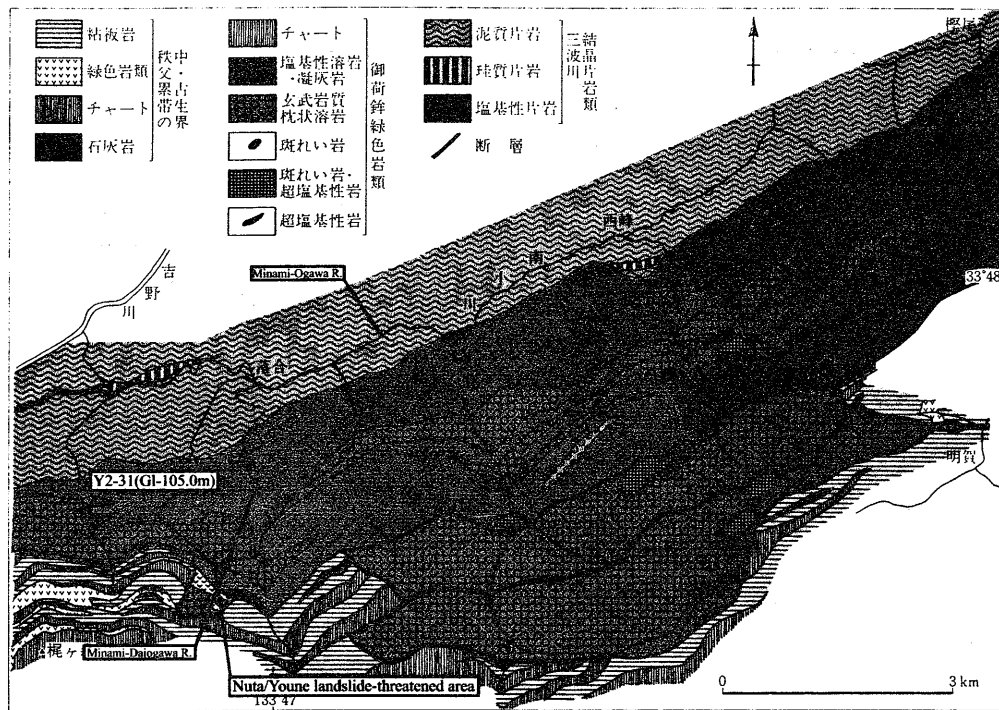 粘板岩
緑色岩類
チャート
石灰岩
中・古生界
秩父累帯の
チャート
塩基性溶岩
・凝灰岩
玄武岩質
枕状溶岩
斑れい岩
斑れい岩・
超塩基性岩
超塩基性岩
御荷鉾緑色岩類
泥質片岩
珪質片岩
塩基性片岩
結晶片岩類
三波川
断層
西峰
南小川
Minami-Ogawa R.
33°48
吉野川
落合
Y2-31(Gl-105.0m)
明賀
梶ヶ
Minami-Dajogawa R.
Nuta/Youne landslide-threatened area
133 47
0
3 km